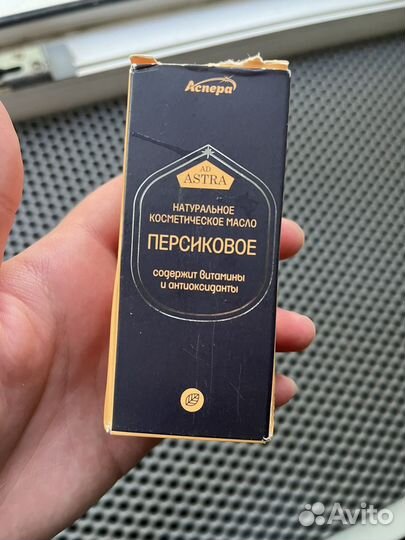 Аспера
AD
ASTRA
НАТУРАЛЬНОЕ
КОСМЕТИЧЕСКОЕ МАСЛО
ПЕРСИКОВОЕ
содержит витамины
и антиоксиданты
Avito